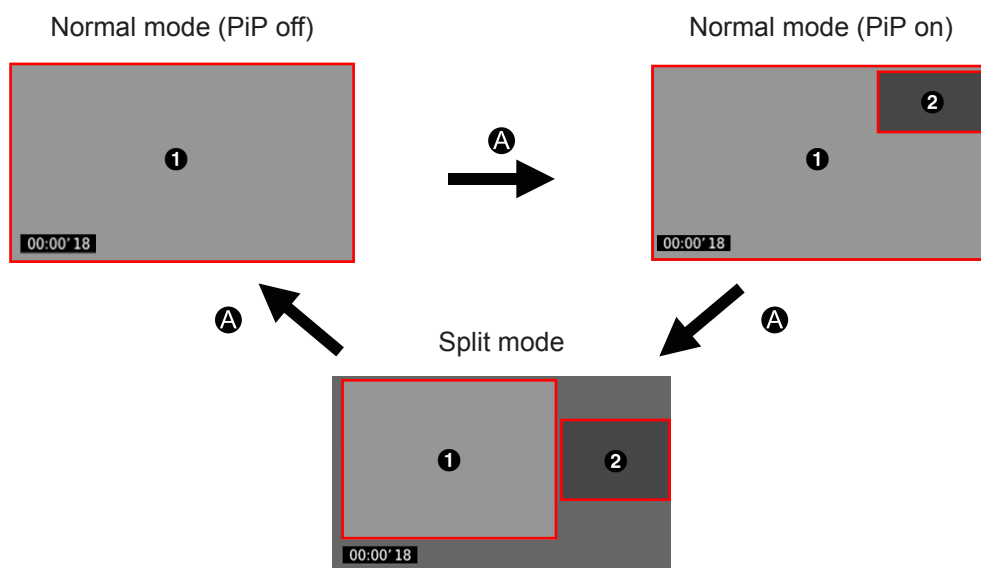 Normal mode (PiP off)
Normal mode (PiP on)
1
00:00'18
A
2
1
00:00'18
A
A
Split mode
1
2
00:00'18